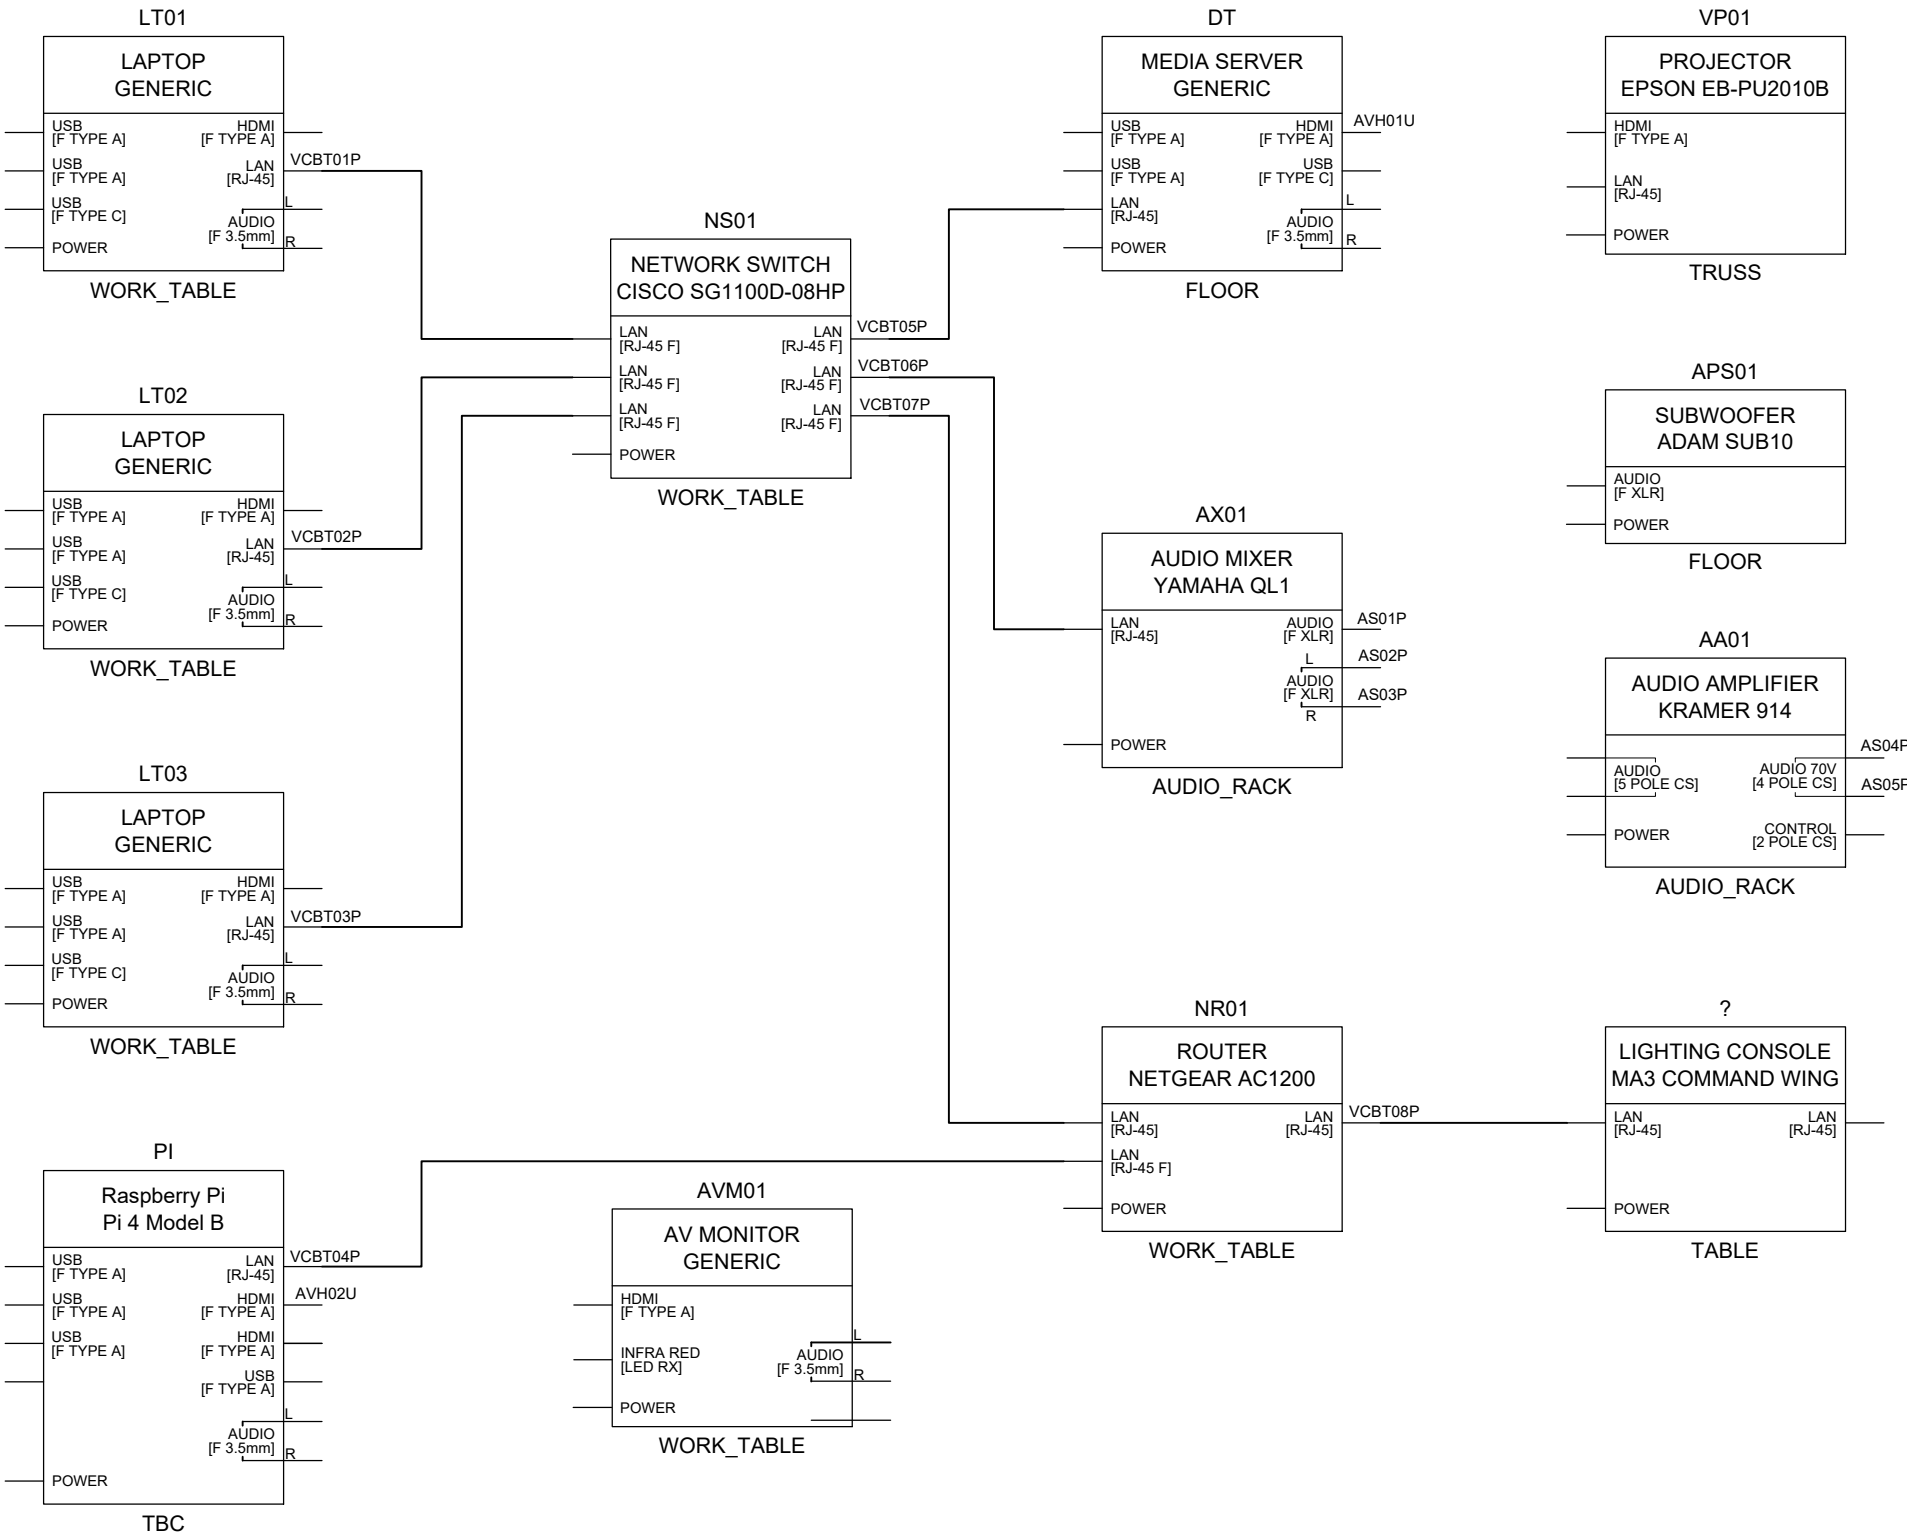 LT01
LAPTOP
GENERIC
USB
[F TYPE A]
HDMI
[F TYPE A]
USB
[F TYPE A]
LAN
[RJ-45]
VCBT01P
USB
[F TYPE C]
L
AUDIO
[F 3.5mm]
R
POWER
WORK_TABLE
LT02
LAPTOP
GENERIC
USB
[F TYPE A]
HDMI
[F TYPE A]
USB
[F TYPE A]
LAN
[RJ-45]
VCBT02P
USB
[F TYPE C]
L
AUDIO
[F 3.5mm]
R
POWER
WORK_TABLE
LT03
LAPTOP
GENERIC
USB
[F TYPE A]
HDMI
[F TYPE A]
USB
[F TYPE A]
LAN
[RJ-45]
VCBT03P
USB
[F TYPE C]
L
AUDIO
[F 3.5mm]
R
POWER
WORK_TABLE
PI
Raspberry Pi
Pi 4 Model B
USB
[F TYPE A]
LAN
[RJ-45]
VCBT04P
USB
[F TYPE A]
HDMI
[F TYPE A]
AVH02U
USB
[F TYPE A]
HDMI
[F TYPE A]
USB
[F TYPE A]
L
AUDIO
[F 3.5mm]
R
POWER
TBC
NS01
NETWORK SWITCH
CISCO SG1100D-08HP
LAN
[RJ-45 F]
LAN
[RJ-45 F]
VCBT05P
LAN
[RJ-45 F]
LAN
[RJ-45 F]
VCBT06P
LAN
[RJ-45 F]
LAN
[RJ-45 F]
VCBT07P
POWER
WORK_TABLE
AVM01
AV MONITOR
GENERIC
HDMI
[F TYPE A]
INFRA RED
[LED RX]
L
AUDIO
[F 3.5mm]
R
POWER
WORK_TABLE
DT
MEDIA SERVER
GENERIC
USB
[F TYPE A]
HDMI
[F TYPE A]
AVH01U
USB
[F TYPE A]
USB
[F TYPE C]
LAN
[RJ-45]
L
AUDIO
[F 3.5mm]
R
POWER
FLOOR
AX01
AUDIO MIXER
YAMAHA QL1
LAN
[RJ-45]
AUDIO
[F XLR]
AS01P
L
AS02P
AUDIO
[F XLR]
AS03P
R
POWER
AUDIO_RACK
NR01
ROUTER
NETGEAR AC1200
LAN
[RJ-45]
LAN
[RJ-45]
VCBT08P
LAN
[RJ-45 F]
POWER
WORK_TABLE
VP01
PROJECTOR
EPSON EB-PU2010B
HDMI
[F TYPE A]
LAN
[RJ-45]
POWER
TRUSS
APS01
SUBWOOFER
ADAM SUB10
AUDIO
[F XLR]
POWER
FLOOR
AA01
AUDIO AMPLIFIER
KRAMER 914
AUDIO
[5 POLE CS]
AUDIO 70V
[4 POLE CS]
AS04P
AS05P
POWER
CONTROL
[2 POLE CS]
AUDIO_RACK
?
LIGHTING CONSOLE
MA3 COMMAND WING
LAN
[RJ-45]
LAN
[RJ-45]
POWER
TABLE